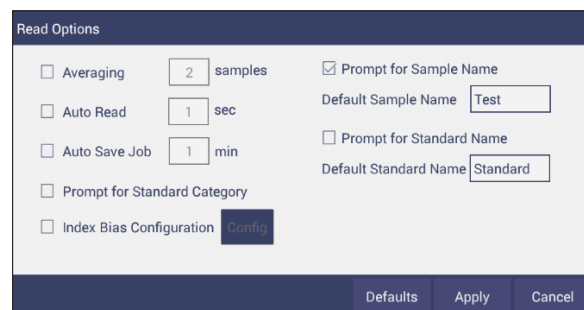 Read Options
Averaging 2 samples
Auto Read 1 sec
Auto Save Job 1 min
Prompt for Standard Category
Index Bias Configuration Config
Prompt for Sample Name
Default Sample Name Test
Prompt for Standard Name
Default Standard Name Standard
Defaults Apply Cancel